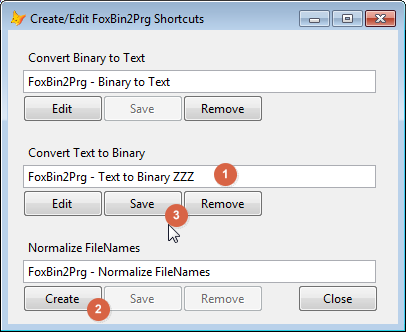 Create/Edit FoxBin2Prg Shortcuts
Convert Binary to Text
FoxBin2Prg - Binary to Text
Edit Save Remove
Convert Text to Binary
FoxBin2Prg - Text to Binary ZZZ 1
Edit Save Remove
3
Normalize FileNames
FoxBin2Prg - Normalize FileNames
Create Save Remove Close
2